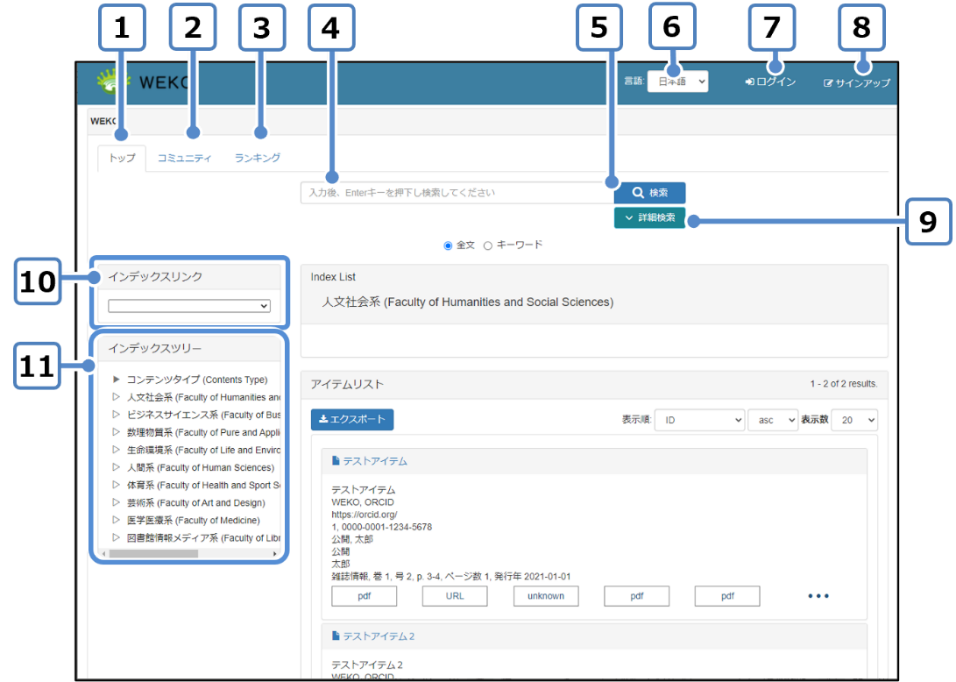 1 2 3 4 5 6 7 8
WEKO
言語: 日本語 ログイン サインアップ
WEKO
トップ コミュニティ ランキング
入力後、Enterキーを押下し検索してください 検索
詳細検索
9
全文 キーワード
10
インデックスリンク
Index List
人文社会系 (Faculty of Humanities and Social Sciences)
11
インデックスツリー
コンテンツタイプ (Contents Type)
人文社会系 (Faculty of Humanities and
ビジネスサイエンス系 (Faculty of Bus
数理物質系 (Faculty of Pure and Appli
生命環境系 (Faculty of Life and Enviro
人間系 (Faculty of Human Sciences)
体育系 (Faculty of Health and Sport S
芸術系 (Faculty of Art and Design)
医学医療系 (Faculty of Medicine)
図書館情報メディア系 (Faculty of Libr
アイテムリスト 1 - 2 of 2 results.
エクスポート 表示順: ID asc 表示数 20
テストアイテム
テストアイテム
WEKO, ORCID
https://orcid.org/
1, 0000-0001-1234-5678
公開, 太郎
公開
太郎
雑誌情報, 巻 1, 号 2, p. 3-4, ページ数 1, 発行年 2021-01-01
pdf URL unknown pdf pdf •••
テストアイテム2
テストアイテム2
WEKO, ORCID